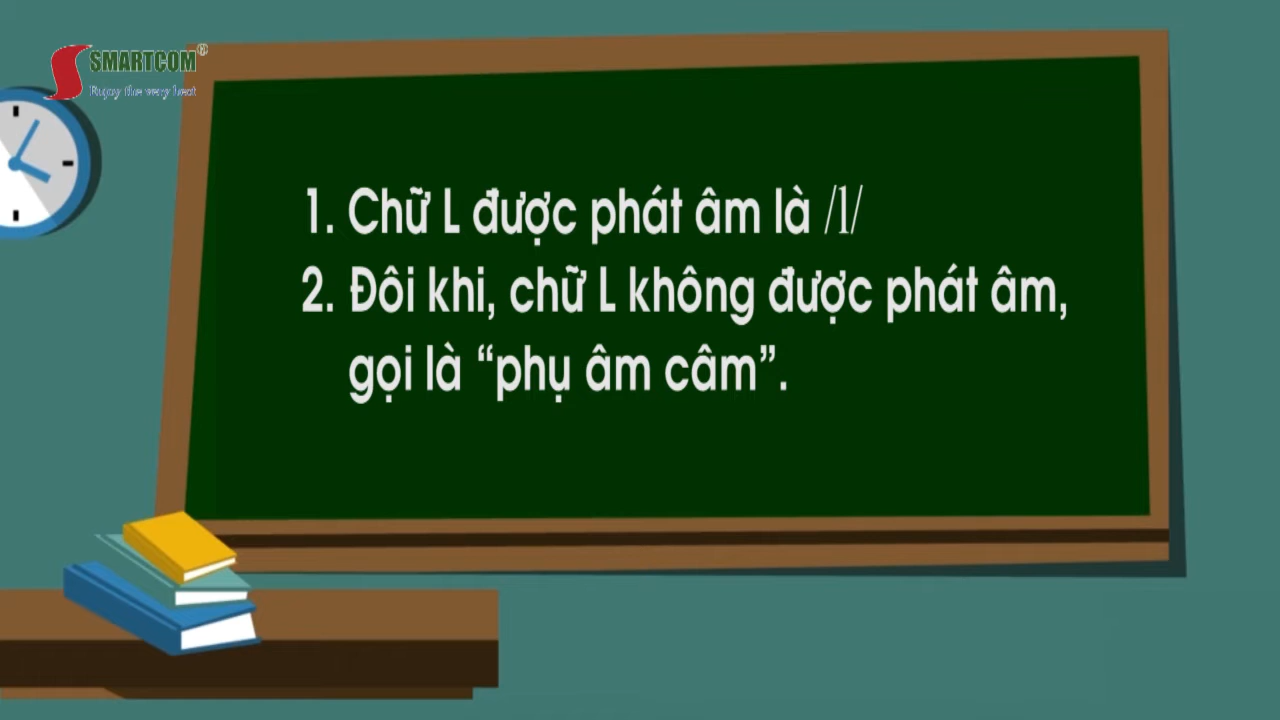 SMARTCOM®
Enjoy the very best
1. Chữ L được phát âm là /l/
2. Đôi khi, chữ L không được phát âm,
gọi là “phụ âm câm”.